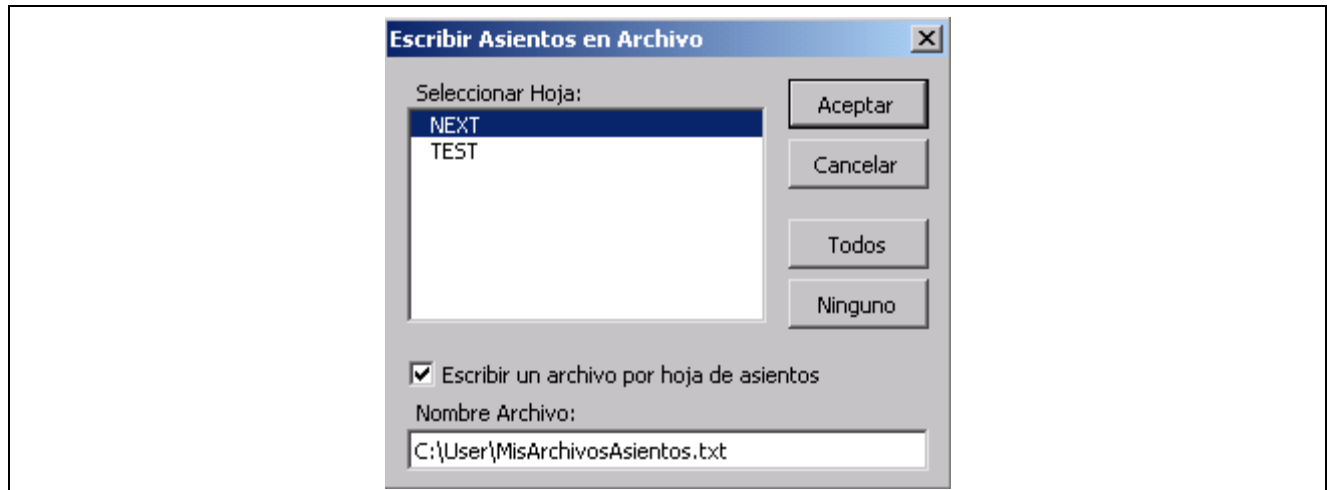 Escribir Asientos en Archivo
Seleccionar Hoja:
NEXT
TEST
Aceptar
Cancelar
Todos
Ninguno
Escribir un archivo por hoja de asientos
Nombre Archivo:
C:\User\MisArchivosAsientos.txt